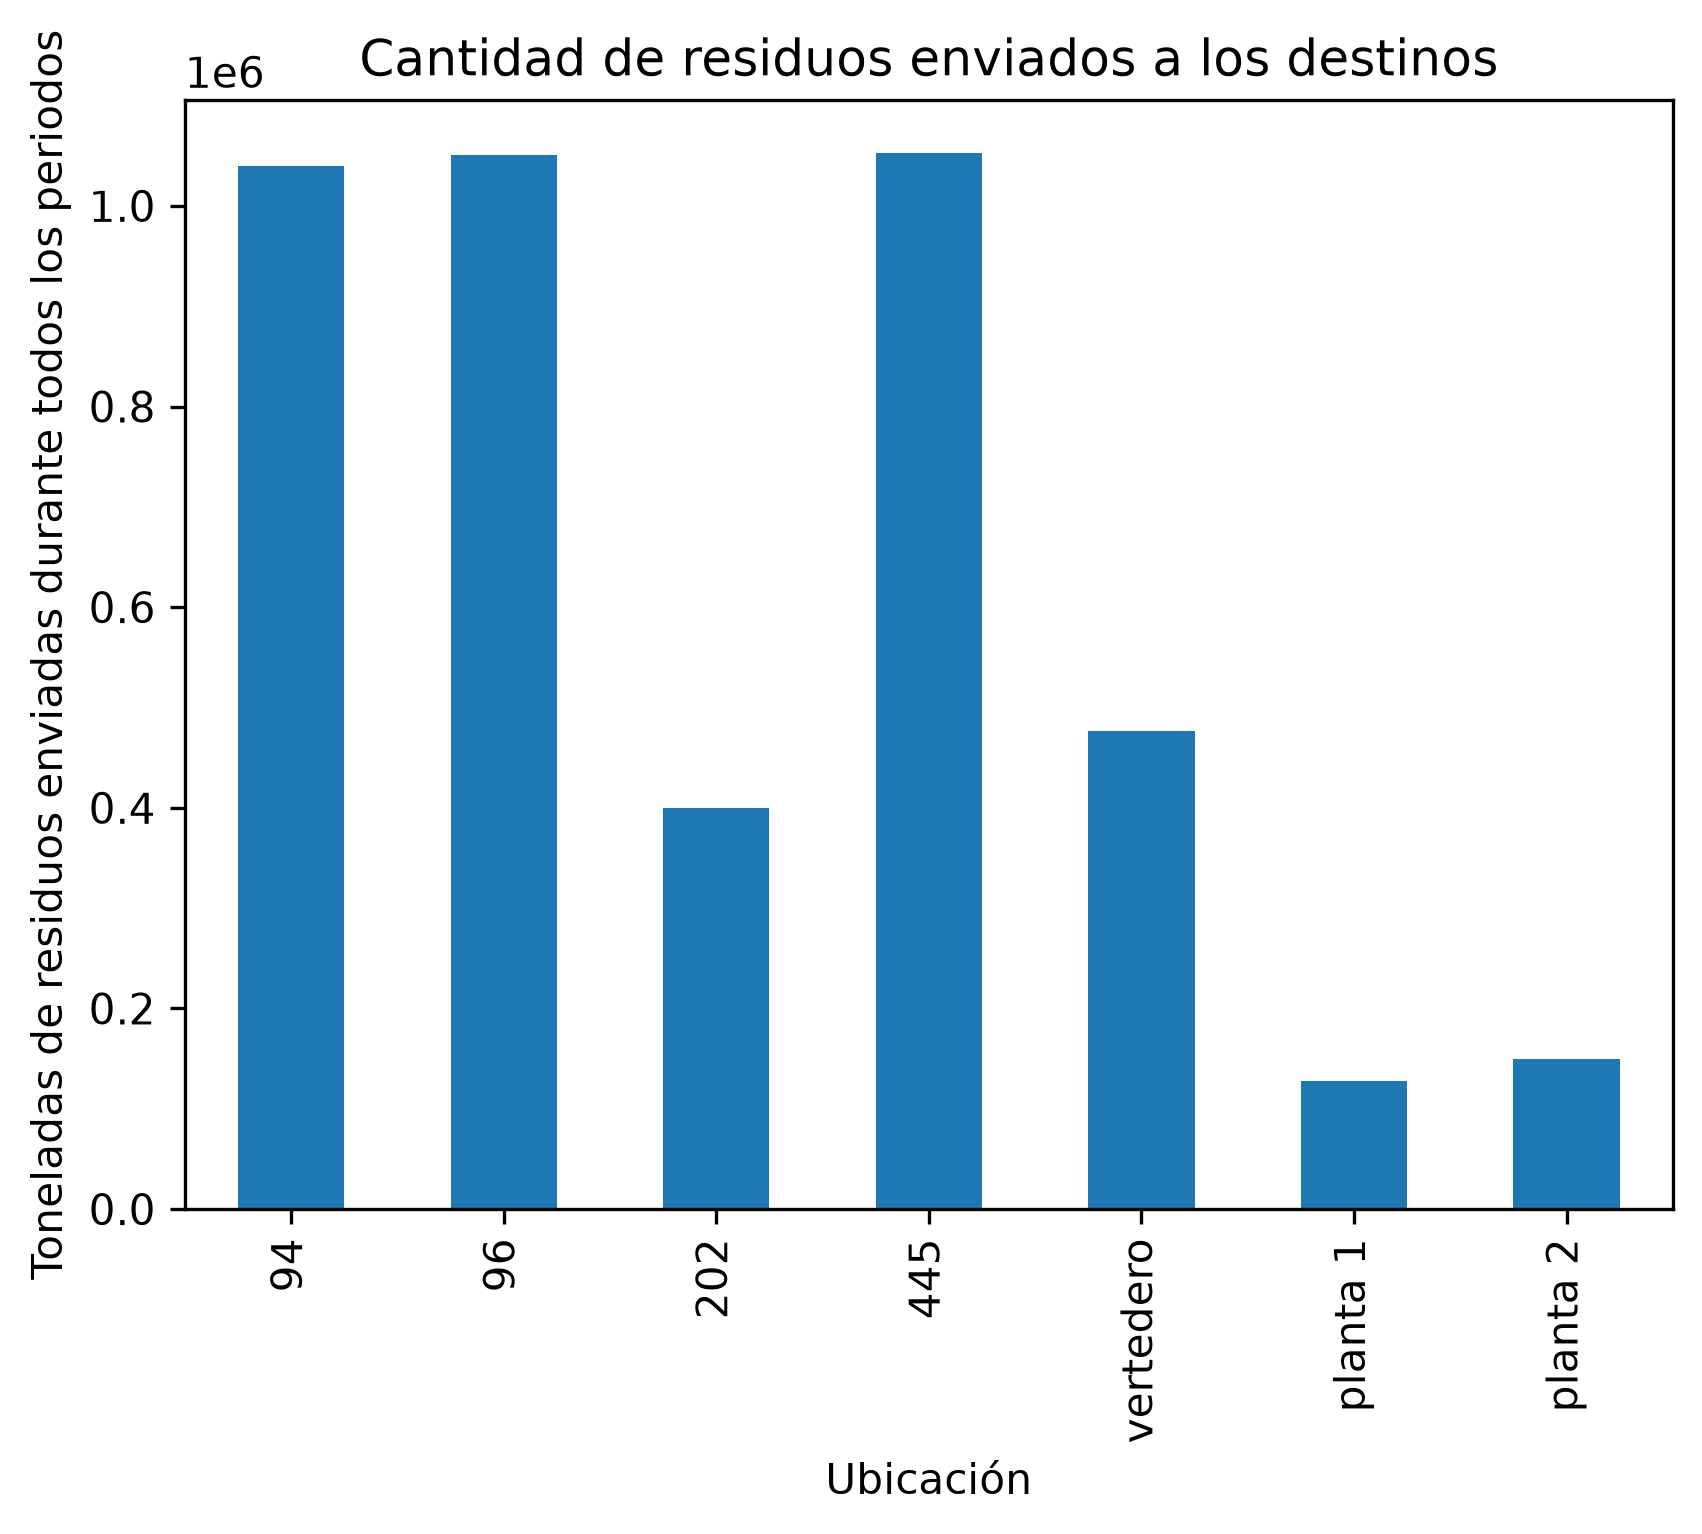 Cantidad de residuos enviados a los destinos
1e6
Toneladas de residuos enviadas durante todos los periodos
1.0
0.8
0.6
0.4
0.2
0.0
94
96
202
445
vertedero
planta 1
planta 2
Ubicación